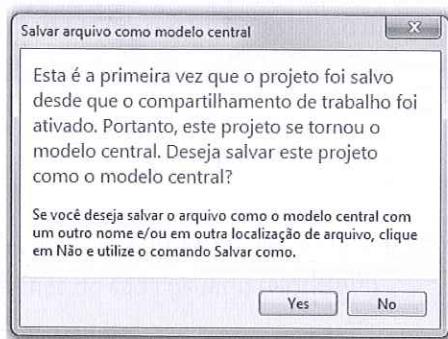 Salvar arquivo como modelo central
Esta é a primeira vez que o projeto foi salvo
desde que o compartilhamento de trabalho foi
ativado. Portanto, este projeto se tornou o
modelo central. Deseja salvar este projeto
como o modelo central?
Se você deseja salvar o arquivo como o modelo central com
um outro nome e/ou em outra localização de arquivo, clique
em Não e utilize o comando Salvar como.
Yes
No